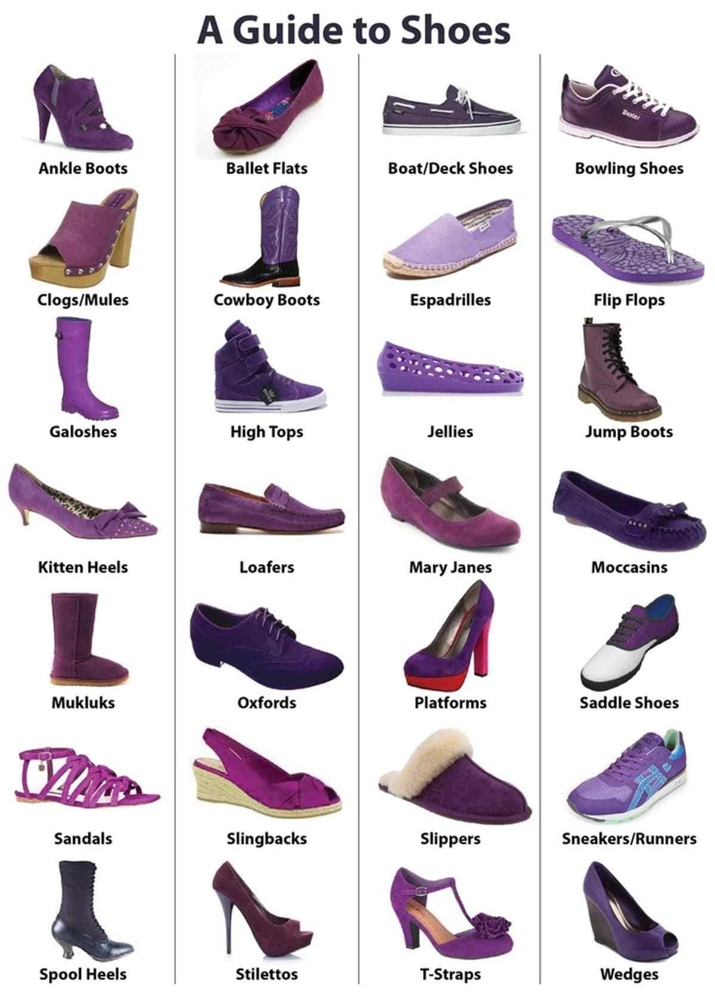 A Guide to Shoes
Ankle Boots
Ballet Flats
Boat/Deck Shoes
Dexter
Bowling Shoes
Clogs/Mules
Cowboy Boots
Espadrilles
Flip Flops
Galoshes
High Tops
Jellies
Jump Boots
Kitten Heels
Loafers
Mary Janes
Moccasins
Mukluks
Oxfords
Platforms
Saddle Shoes
Sandals
Slingbacks
Slippers
Sneakers/Runners
Spool Heels
Stilettos
T-Straps
Wedges